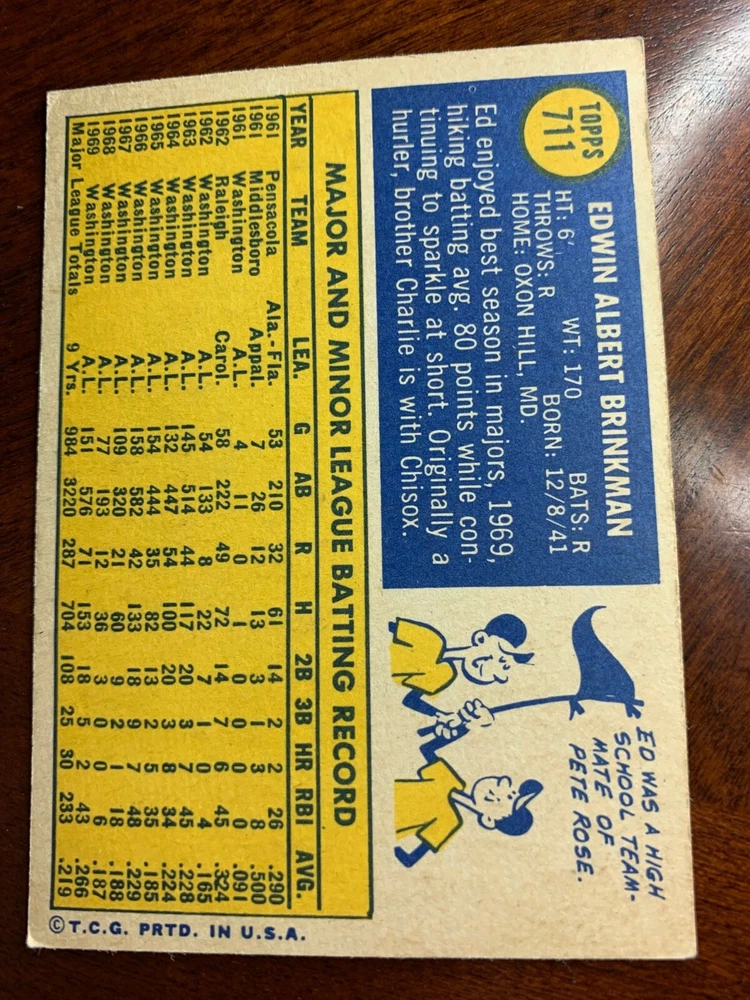 TOPPS
711
EDWIN ALBERT BRINKMAN
HT: 6' WT: 170 BATS: R
THROWS: R BORN: 12/8/41
HOME: OXON HILL, MD.
Ed enjoyed best season in majors, 1969,
hiking batting avg. 80 points while con-
tinuing to sparkle at short. Originally a
hurler, brother Charlie is with Chisox.
ED WAS A HIGH
SCHOOL TEAM-
MATE OF
PETE ROSE.
MAJOR AND MINOR LEAGUE BATTING RECORD
YEAR TEAM LEA. G AB R H 2B 3B HR RBI AVG.
1961 Pensacola Ala.-Fla. 53 210 32 61 14 2 2 26 .290
1961 Middlesboro Appal. 7 26 12 13 3 1 3 8 .500
1961 Washington A.L. 4 11 0 1 0 0 0 0 .091
1962 Raleigh Carol. 58 222 49 72 14 7 6 45 .324
1962 Washington A.L. 54 133 8 22 7 1 0 4 .165
1963 Washington A.L. 145 514 44 117 20 3 7 45 .228
1964 Washington A.L. 132 447 54 100 20 3 8 34 .224
1965 Washington A.L. 154 444 35 82 13 2 5 35 .185
1966 Washington A.L. 158 582 42 133 18 9 7 48 .229
1967 Washington A.L. 109 320 21 60 9 2 1 18 .188
1968 Washington A.L. 77 193 12 36 3 0 0 6 .187
1969 Washington A.L. 151 576 71 153 18 5 2 43 .266
Major League Totals 9 Yrs. 984 3220 287 704 108 25 30 233 .219
© T.C.G. PRTD. IN U.S.A.